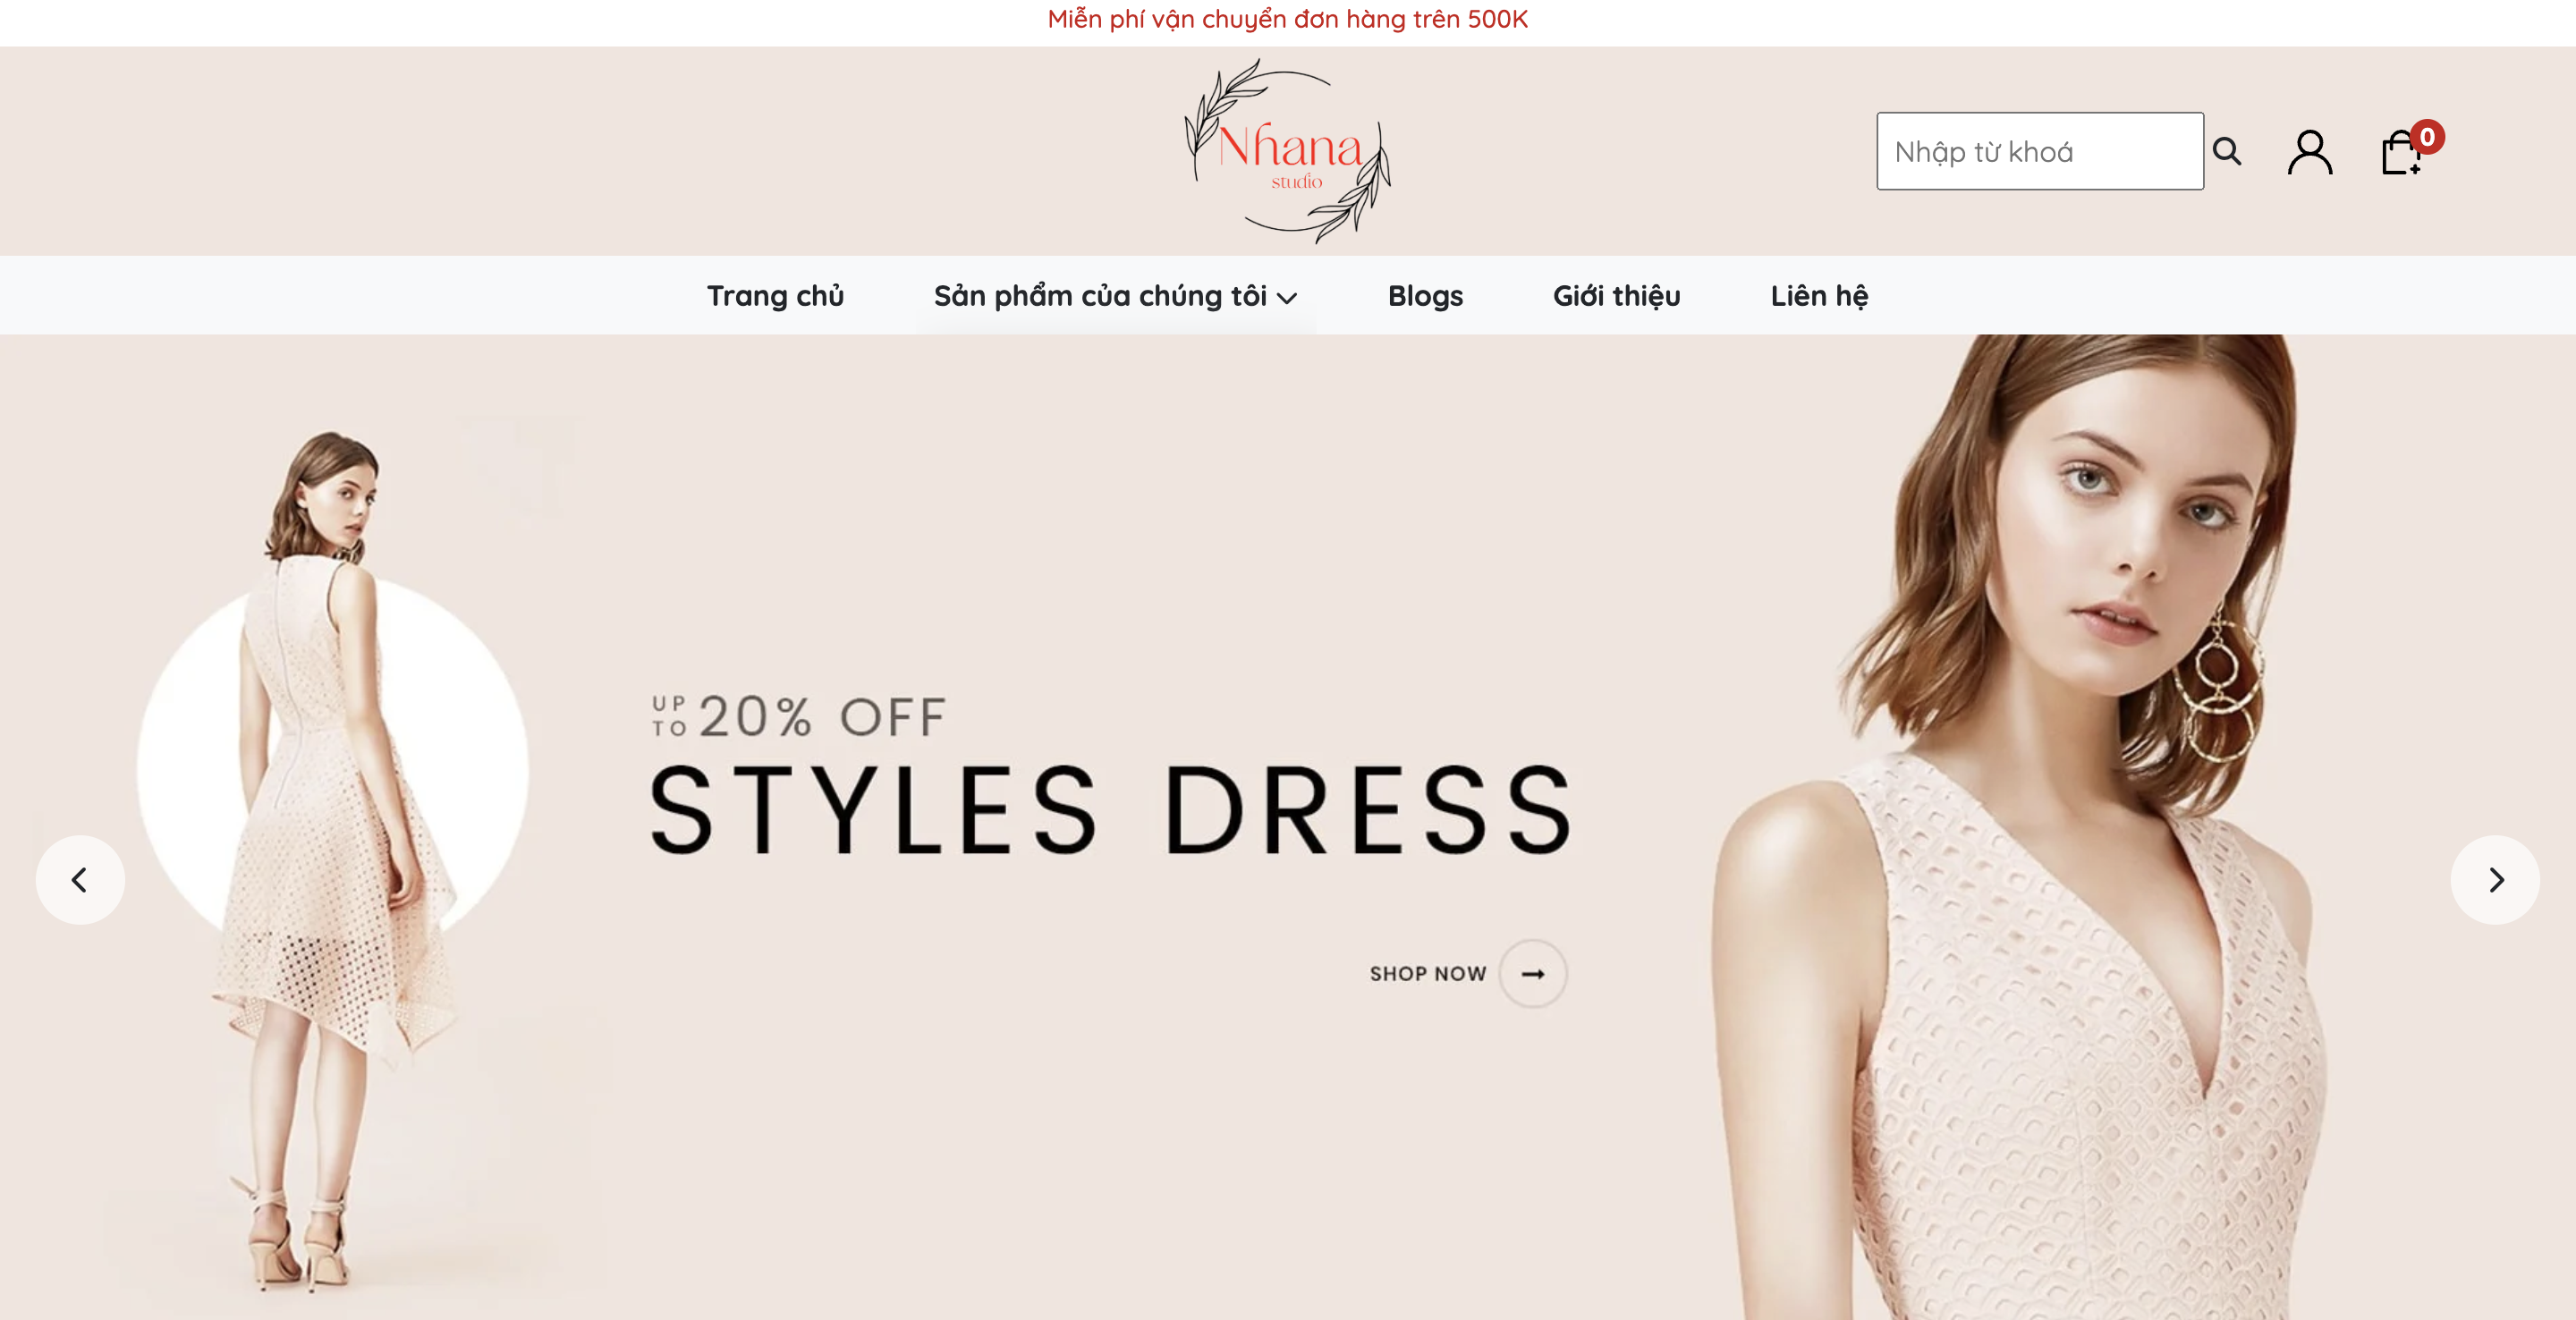 Miễn phí vận chuyển đơn hàng trên 500K
Nhana
studio
Nhập từ khoá
0
Trang chủ
Sản phẩm của chúng tôi
Blogs
Giới thiệu
Liên hệ
UP TO 20% OFF
STYLES DRESS
SHOP NOW